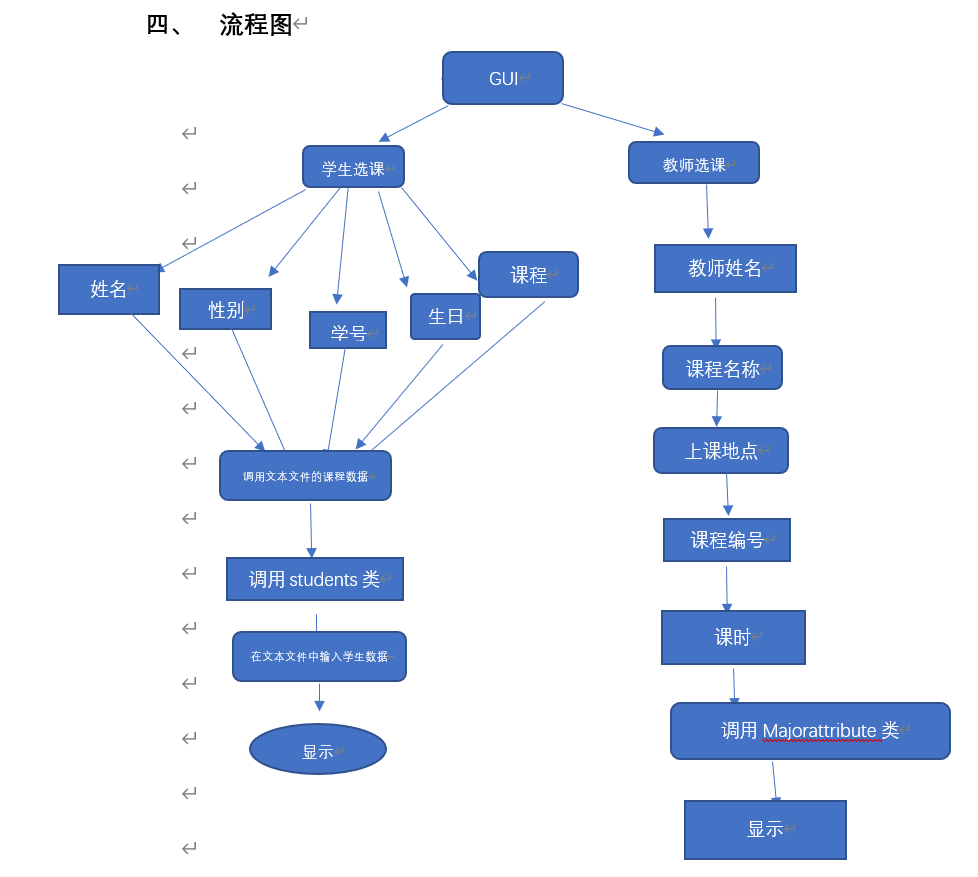 四、 流程图
GUI
学生选课
教师选课
姓名
性别
学号
生日
课程
教师姓名
课程名称
上课地点
调用文本文件的课程数据
课程编号
调用 students 类
课时
在文本文件中输入学生数据
调用 Majorattribute 类
显示
显示